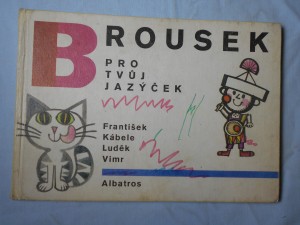 BROUSEK
PRO
TVŮJ
JAZÝČEK
František
Kábele
Luděk
Vimr
Albatros